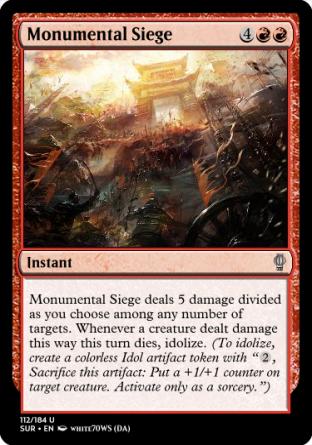 Monumental Siege 4
Instant
Monumental Siege deals 5 damage divided
as you choose among any number of
targets. Whenever a creature dealt damage
this way this turn dies, idolize. (To idolize,
create a colorless Idol artifact token with “2,
Sacrifice this artifact: Put a +1/+1 counter on
target creature. Activate only as a sorcery.”)
112/184 U
SUR • EN WHITE70WS (DA)